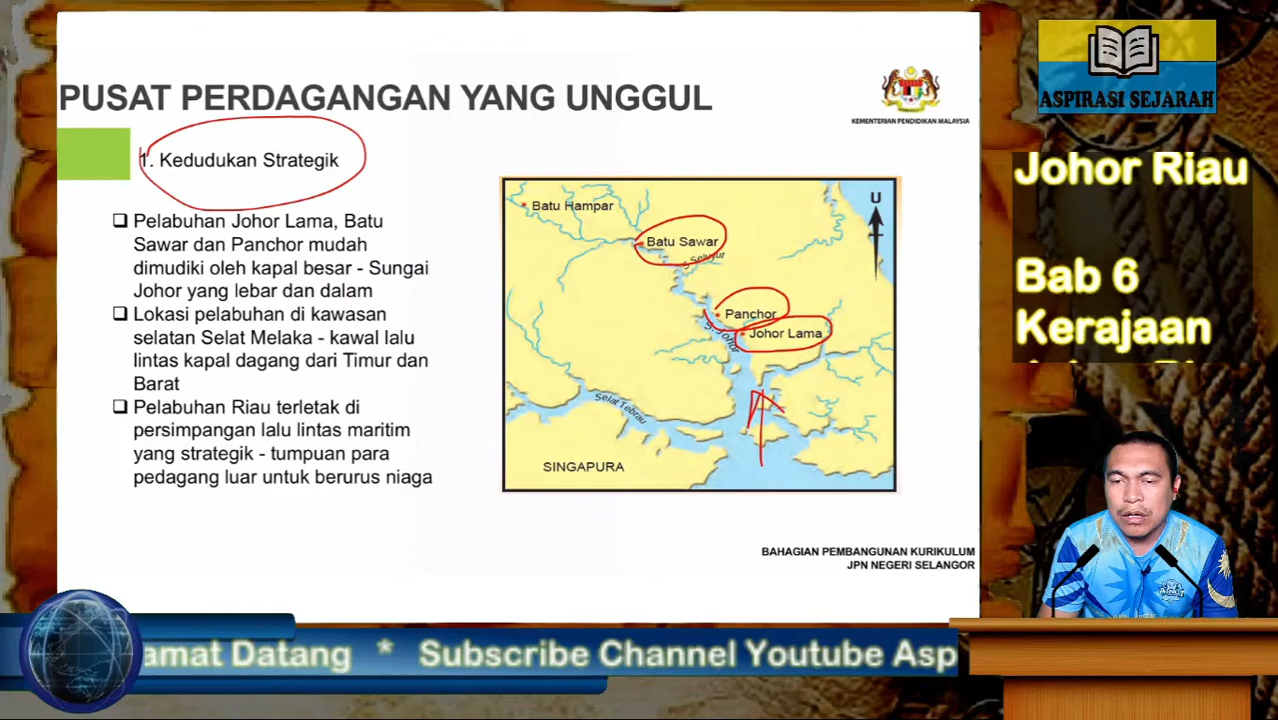 PUSAT PERDAGANGAN YANG UNGGUL
KEMENTERIAN PENDIDIKAN MALAYSIA
1. Kedudukan Strategik
Pelabuhan Johor Lama, Batu
Sawar dan Panchor mudah
dimudiki oleh kapal besar - Sungai
Johor yang lebar dan dalam
Lokasi pelabuhan di kawasan
selatan Selat Melaka - kawal lalu
lintas kapal dagang dari Timur dan
Barat
Pelabuhan Riau terletak di
persimpangan lalu lintas maritim
yang strategik - tumpuan para
pedagang luar untuk berurus niaga
Batu Hampar
Batu Sawar
S. Seluyut
Panchor
Johor Lama
S. Johor
Selat Tebrau
SINGAPURA
U
BAHAGIAN PEMBANGUNAN KURIKULUM
JPN NEGERI SELANGOR
ASPIRASI SEJARAH
Johor Riau
Bab 6
Kerajaan
amat Datang * Subscribe Channel Youtube Asp